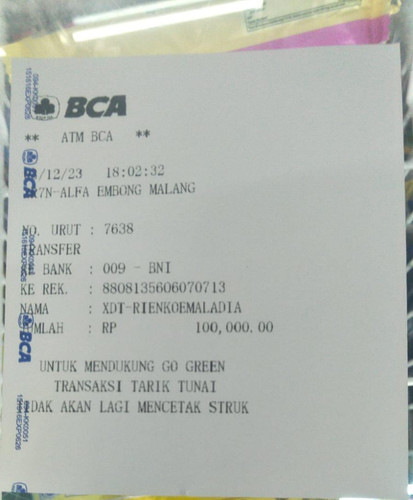 BCA
** ATM BCA **
/12/23 18:02:32
7N-ALFA EMBONG MALANG
NO. URUT : 7638
TRANSFER
BANK : 009 - BNI
KE REK. : 8808135606070713
NAMA : XDT-RIENKOEMALADIA
JUMLAH : RP 100,000.00
UNTUK MENDUKUNG GO GREEN
TRANSAKSI TARIK TUNAI
TIDAK AKAN LAGI MENCETAK STRUK
BCA
BCA